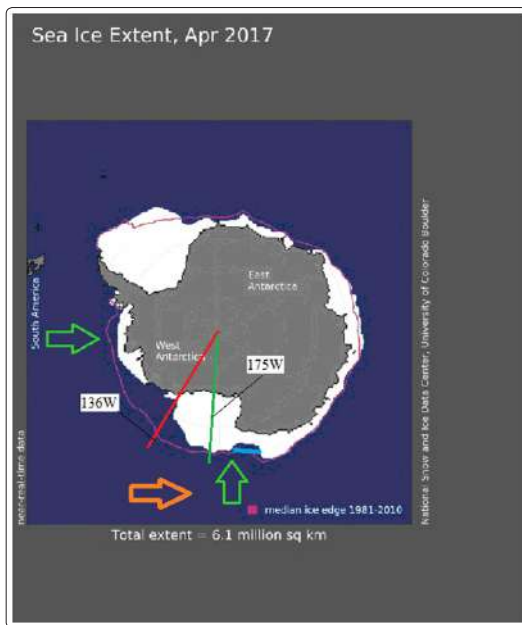 Sea Ice Extent, Apr 2017
South America
near-real-time data
East
Antarctica
West
Antarctica
175W
136W
median ice edge 1981-2010
Total extent = 6.1 million sq km
National Snow and Ice Data Center, University of Colorado Boulder